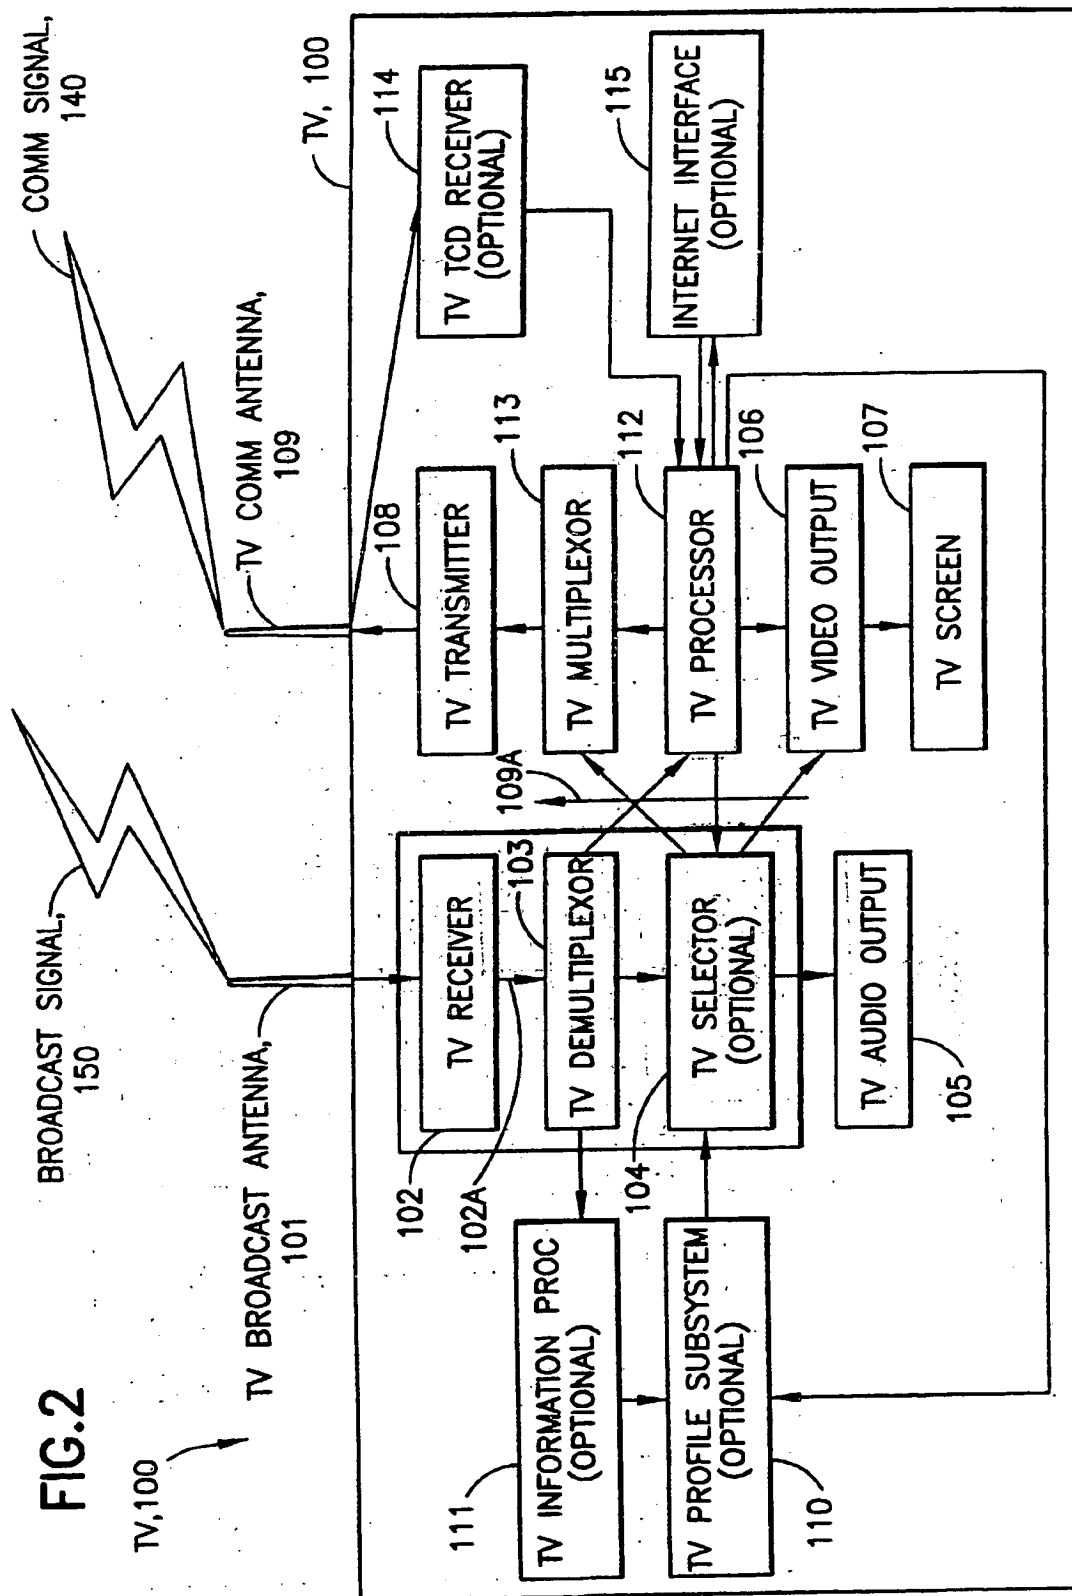 FIG.2
TV,100
BROADCAST SIGNAL,
150
COMM SIGNAL,
140
TV BROADCAST ANTENNA,
101
TV COMM ANTENNA,
109
TV, 100
102
TV RECEIVER
102A
103
TV DEMULTIPLEXOR
104
TV SELECTOR
(OPTIONAL)
TV AUDIO OUTPUT
105
111
TV INFORMATION PROC
(OPTIONAL)
TV PROFILE SUBSYSTEM
(OPTIONAL)
110
109A
108
TV TRANSMITTER
113
TV MULTIPLEXOR
112
TV PROCESSOR
106
TV VIDEO OUTPUT
107
TV SCREEN
114
TV TCD RECEIVER
(OPTIONAL)
115
INTERNET INTERFACE
(OPTIONAL)